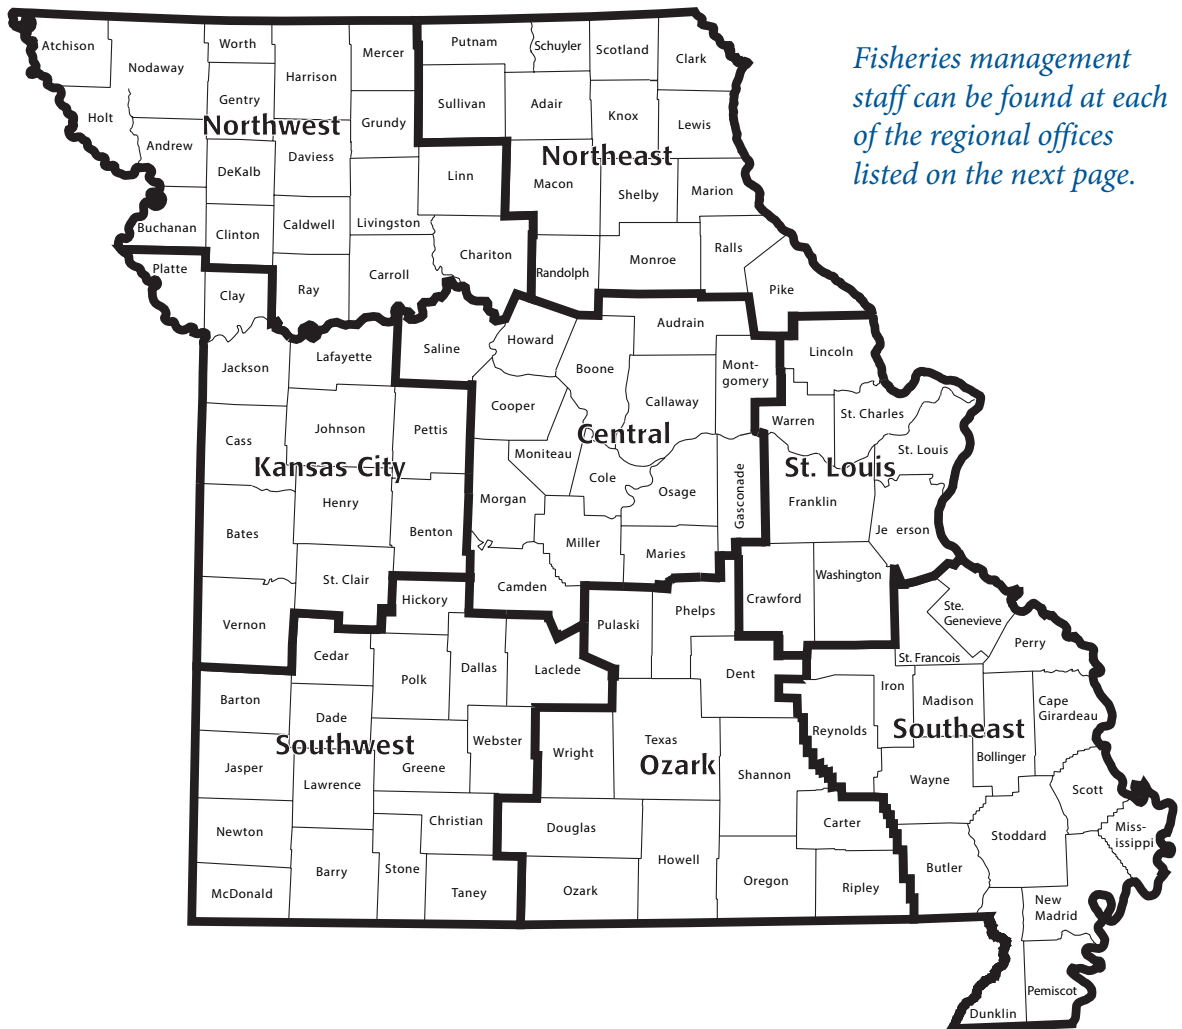 Fisheries management
staff can be found at each
of the regional offices
listed on the next page.
Atchison
Nodaway
Worth
Harrison
Mercer
Putnam
Schuyler
Scotland
Clark
Holt
Gentry
Grundy
Sullivan
Adair
Knox
Lewis
Northwest
Andrew
DeKalb
Daviess
Northeast
Linn
Macon
Shelby
Marion
Buchanan
Clinton
Caldwell
Livingston
Chariton
Randolph
Monroe
Ralls
Platte
Clay
Ray
Carroll
Pike
Jackson
Lafayette
Saline
Howard
Boone
Audrain
Mont-
gomery
Lincoln
Cass
Johnson
Pettis
Cooper
Callaway
Warren
St. Charles
Central
Kansas City
Moniteau
St. Louis
St. Louis
Henry
Morgan
Cole
Osage
Gasconade
Franklin
Je erson
Bates
Benton
Miller
Maries
St. Clair
Camden
Washington
Crawford
Vernon
Hickory
Pulaski
Phelps
Ste.
Genevieve
Perry
Cedar
Polk
Dallas
Laclede
Dent
St. Francois
Barton
Dade
Iron
Madison
Cape
Girardeau
Southwest
Webster
Wright
Texas
Reynolds
Southeast
Bollinger
Jasper
Lawrence
Greene
Ozark
Shannon
Wayne
Scott
Newton
Christian
Douglas
Carter
Stoddard
Miss-
issippi
McDonald
Barry
Stone
Taney
Ozark
Howell
Oregon
Ripley
Butler
New
Madrid
Pemiscot
Dunklin